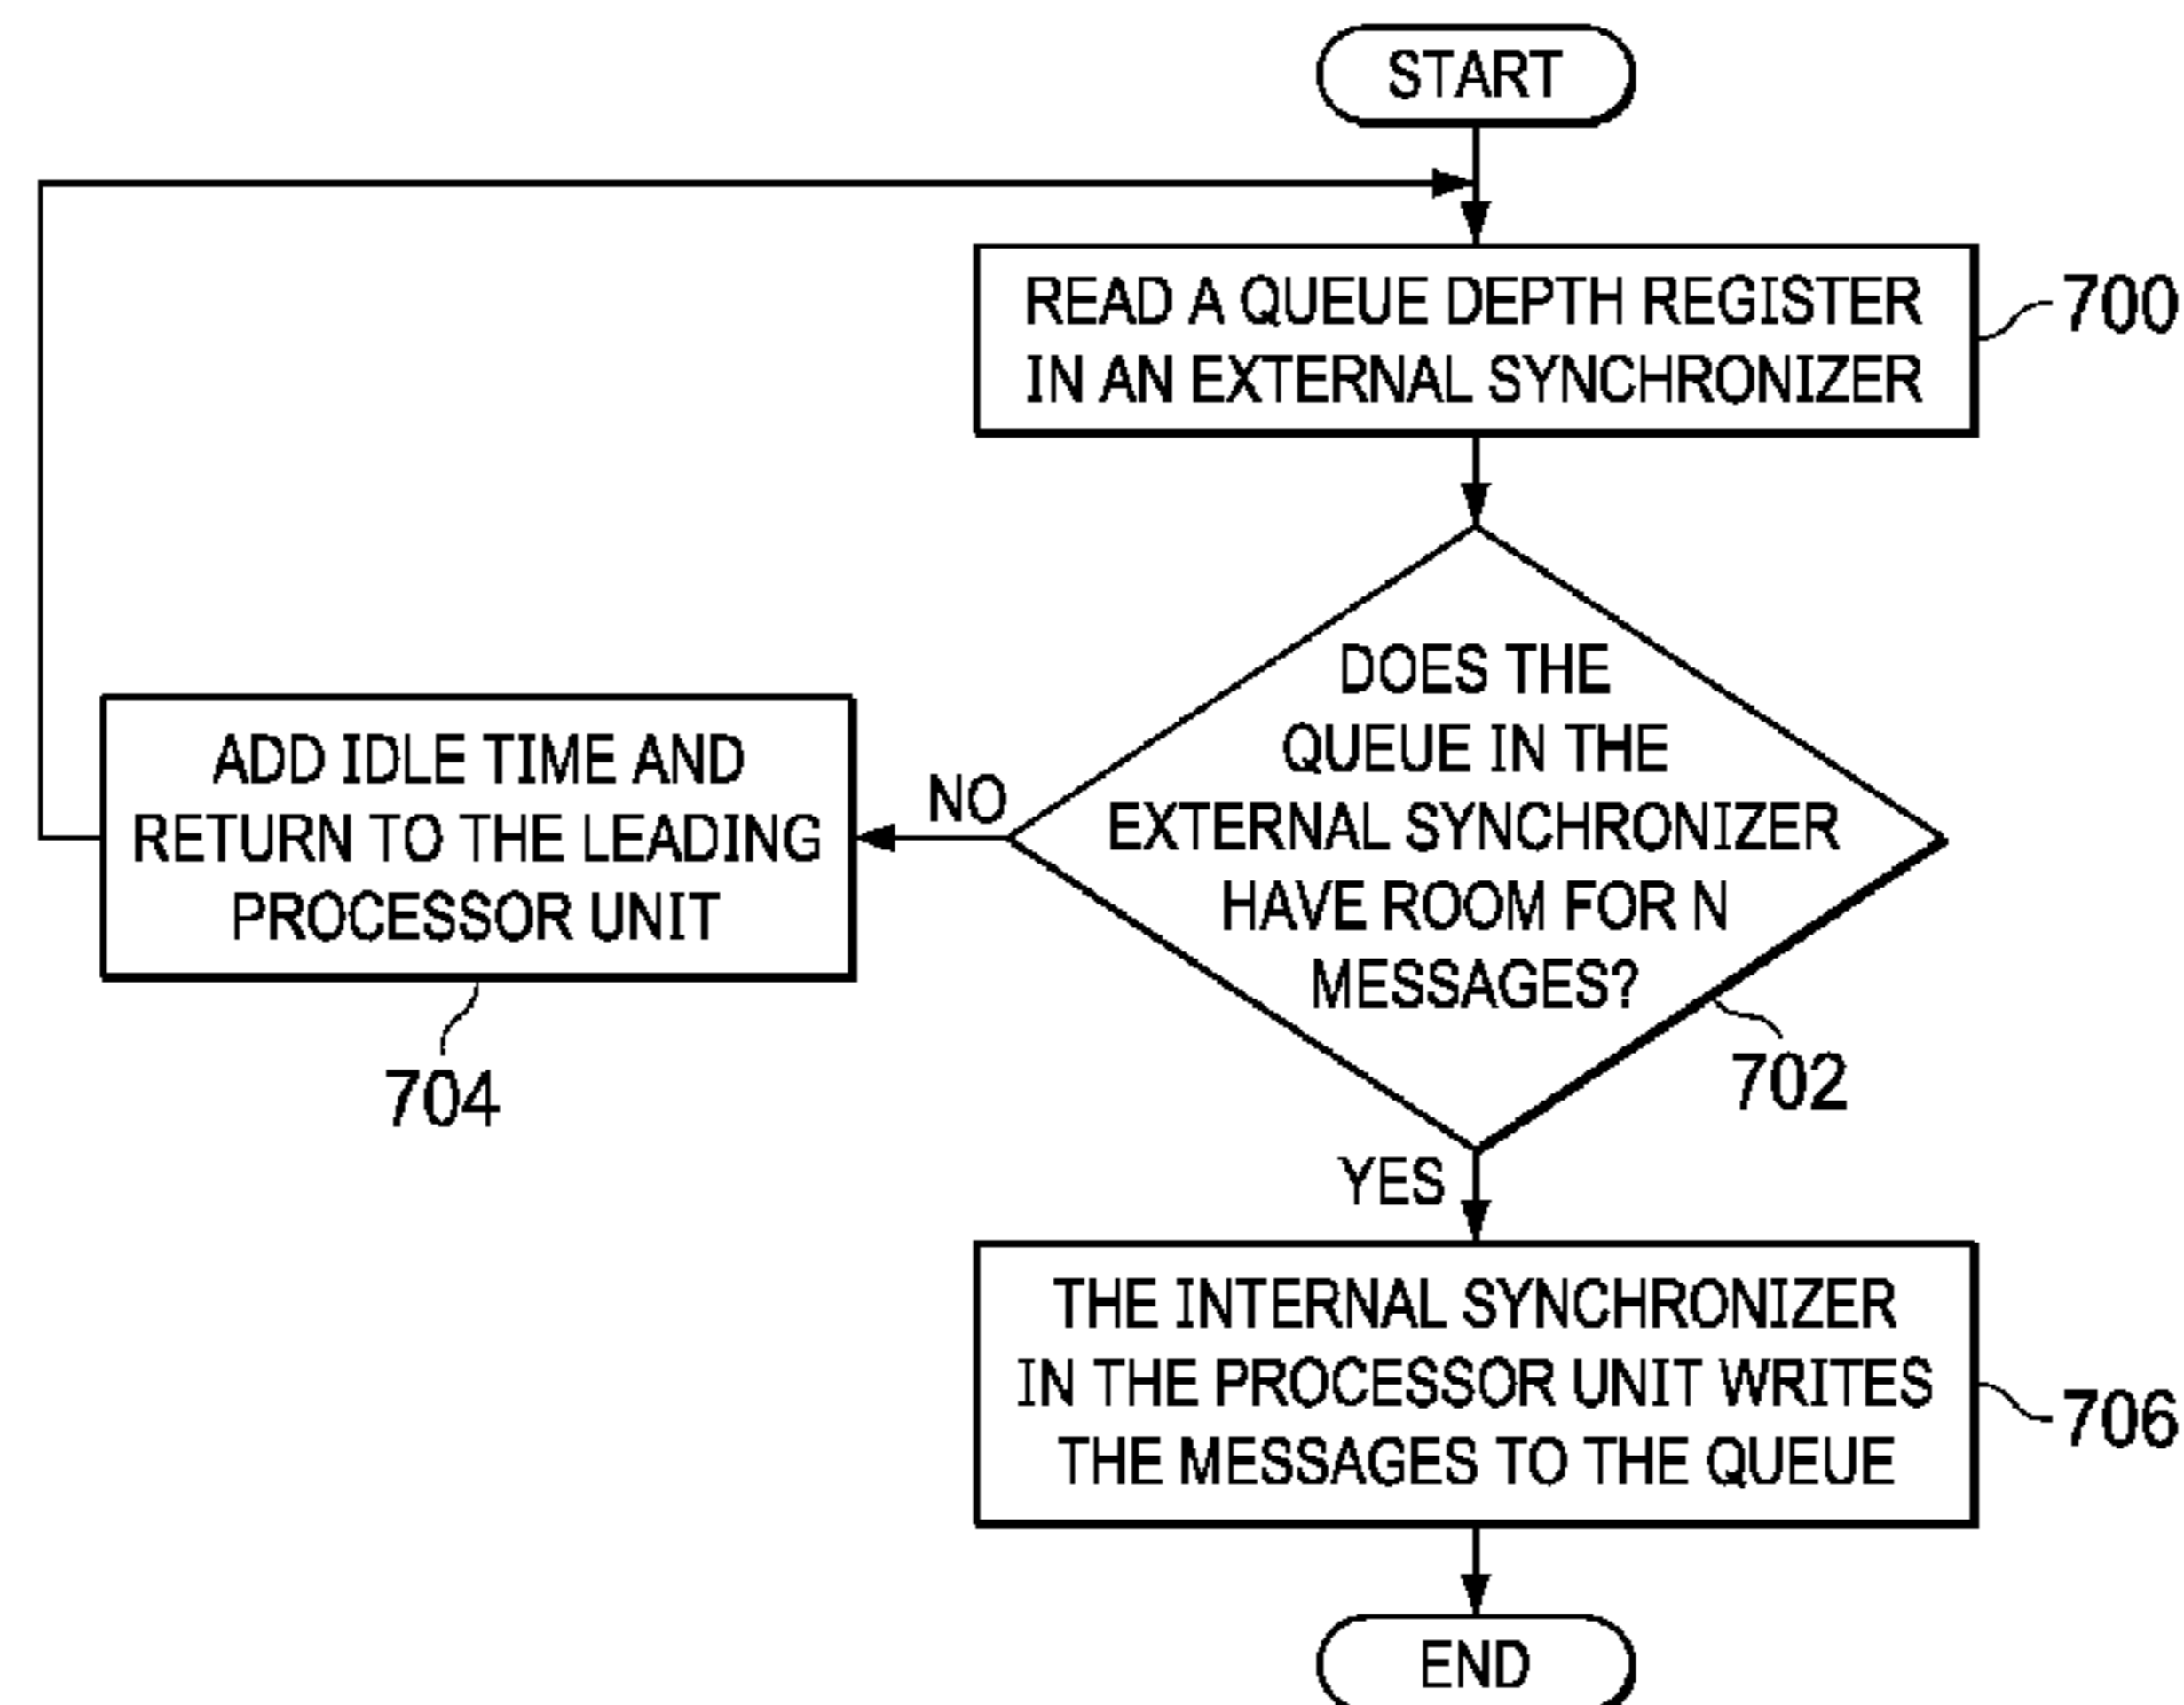 START
READ A QUEUE DEPTH REGISTER
IN AN EXTERNAL SYNCHRONIZER
700
DOES THE
QUEUE IN THE
EXTERNAL SYNCHRONIZER
HAVE ROOM FOR N
MESSAGES?
702
NO
ADD IDLE TIME AND
RETURN TO THE LEADING
PROCESSOR UNIT
704
YES
THE INTERNAL SYNCHRONIZER
IN THE PROCESSOR UNIT WRITES
THE MESSAGES TO THE QUEUE
706
END